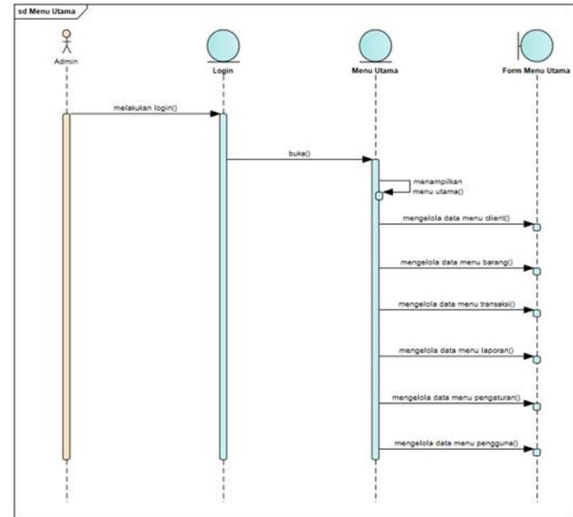 sd Menu Utama
Admin
Login
Menu Utama
Form Menu Utama
melakukan login()
buka()
menampilkan
menu utama()
mengelola data menu client()
mengelola data menu barang()
mengelola data menu transaksi()
mengelola data menu laporan()
mengelola data menu pengaturan()
mengelola data menu pengguna()